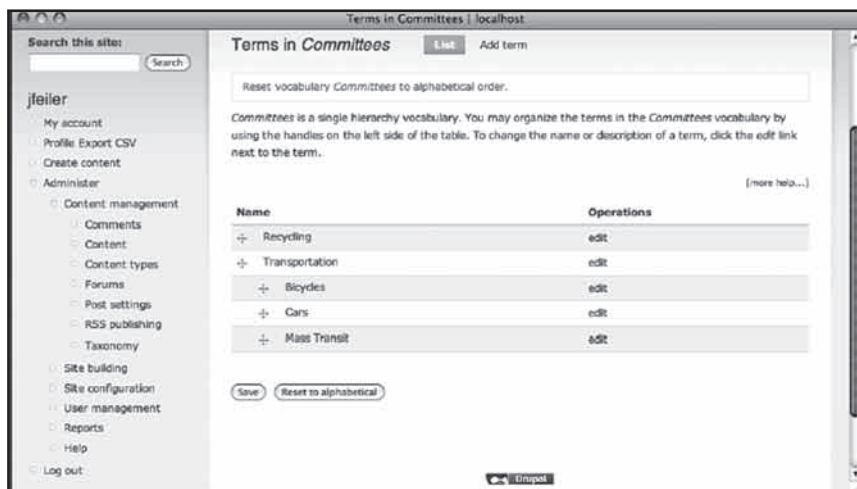 Terms in Committees | localhost
Search this site:
Search
jfeiler
My account
Profile Export CSV
Create content
Administer
Content management
Comments
Content
Content types
Forums
Post settings
RSS publishing
Taxonomy
Site building
Site configuration
User management
Reports
Help
Log out
Terms in Committees List Add term
Reset vocabulary Committees to alphabetical order.
Committees is a single hierarchy vocabulary. You may organize the terms in the Committees vocabulary by
using the handles on the left side of the table. To change the name or description of a term, click the edit link
next to the term.
[more help...]
Name Operations
Recycling edit
Transportation edit
Bicycles edit
Cars edit
Mass Transit edit
Save Reset to alphabetical
Drupal